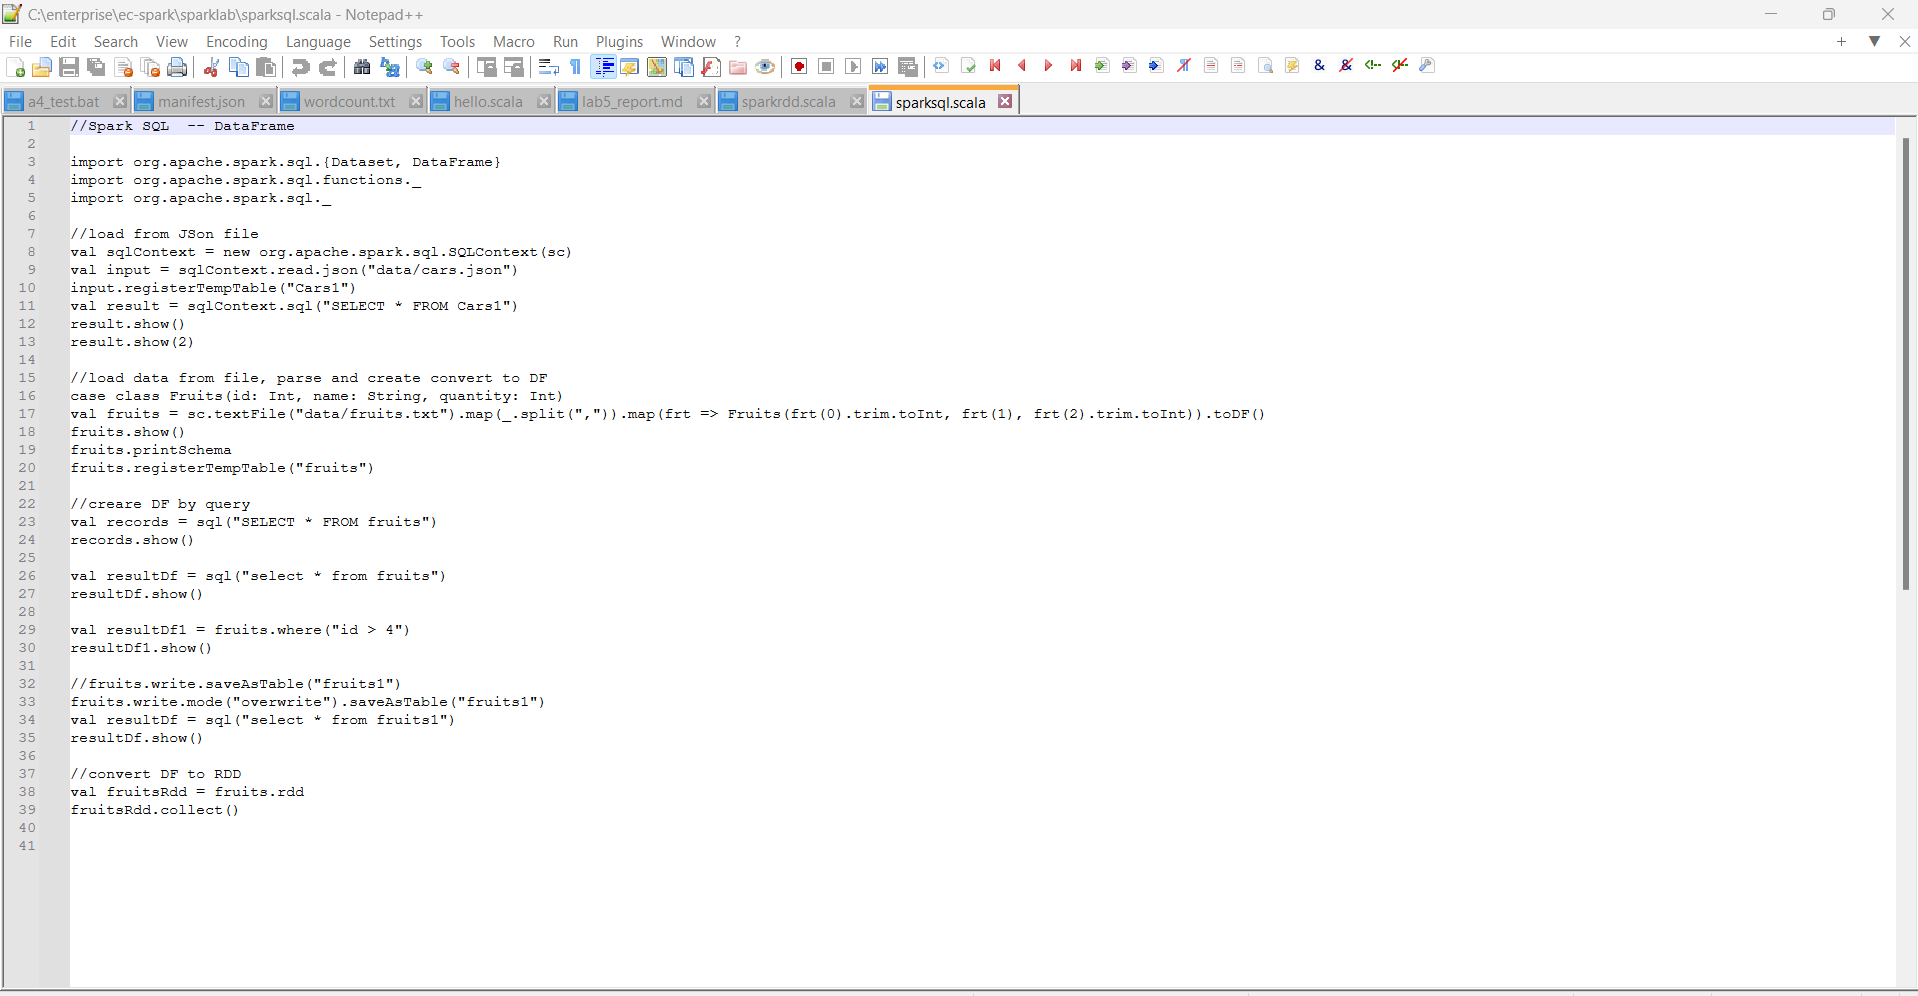 C:\enterprise\ec-spark\sparklab\sparksql.scala - Notepad++
File Edit Search View Encoding Language Settings Tools Macro Run Plugins Window ?
a4_test.bat manifest.json wordcount.txt hello.scala lab5_report.md sparkrdd.scala sparksql.scala
1 //Spark SQL  -- DataFrame
2
3 import org.apache.spark.sql.{Dataset, DataFrame}
4 import org.apache.spark.sql.functions._
5 import org.apache.spark.sql._
6
7 //load from JSon file
8 val sqlContext = new org.apache.spark.sql.SQLContext(sc)
9 val input = sqlContext.read.json("data/cars.json")
10 input.registerTempTable("Cars1")
11 val result = sqlContext.sql("SELECT * FROM Cars1")
12 result.show()
13 result.show(2)
14
15 //load data from file, parse and create convert to DF
16 case class Fruits(id: Int, name: String, quantity: Int)
17 val fruits = sc.textFile("data/fruits.txt").map(_.split(",")).map(frt => Fruits(frt(0).trim.toInt, frt(1), frt(2).trim.toInt)).toDF()
18 fruits.show()
19 fruits.printSchema
20 fruits.registerTempTable("fruits")
21
22 //creare DF by query
23 val records = sql("SELECT * FROM fruits")
24 records.show()
25
26 val resultDf = sql("select * from fruits")
27 resultDf.show()
28
29 val resultDf1 = fruits.where("id > 4")
30 resultDf1.show()
31
32 //fruits.write.saveAsTable("fruits1")
33 fruits.write.mode("overwrite").saveAsTable("fruits1")
34 val resultDf = sql("select * from fruits1")
35 resultDf.show()
36
37 //convert DF to RDD
38 val fruitsRdd = fruits.rdd
39 fruitsRdd.collect()
40
41